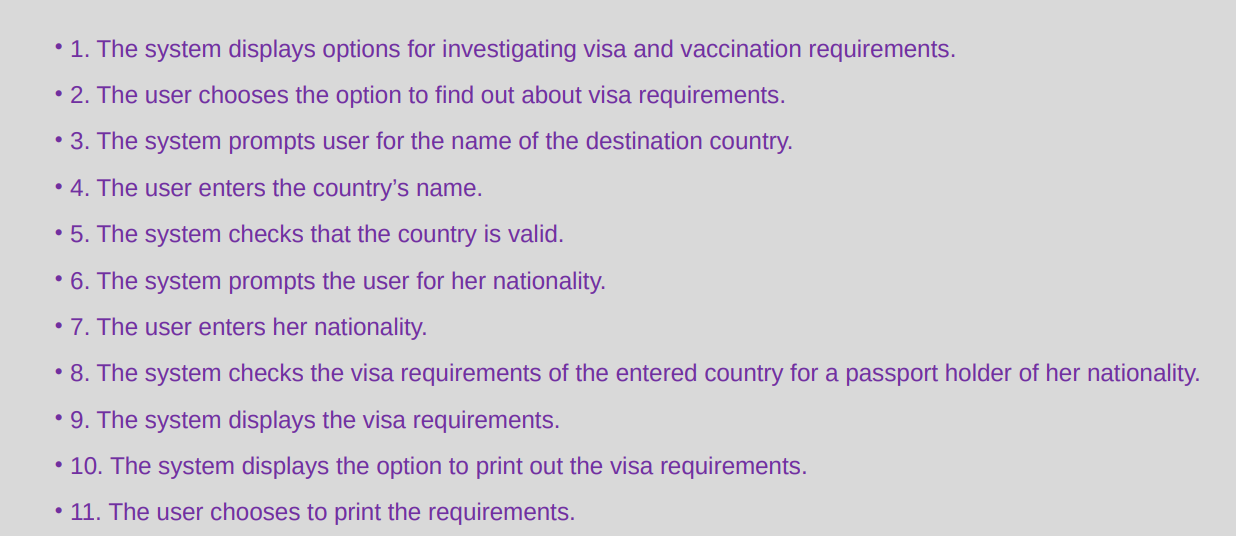 • 1. The system displays options for investigating visa and vaccination requirements.
• 2. The user chooses the option to find out about visa requirements.
• 3. The system prompts user for the name of the destination country.
• 4. The user enters the country’s name.
• 5. The system checks that the country is valid.
• 6. The system prompts the user for her nationality.
• 7. The user enters her nationality.
• 8. The system checks the visa requirements of the entered country for a passport holder of her nationality.
• 9. The system displays the visa requirements.
• 10. The system displays the option to print out the visa requirements.
• 11. The user chooses to print the requirements.